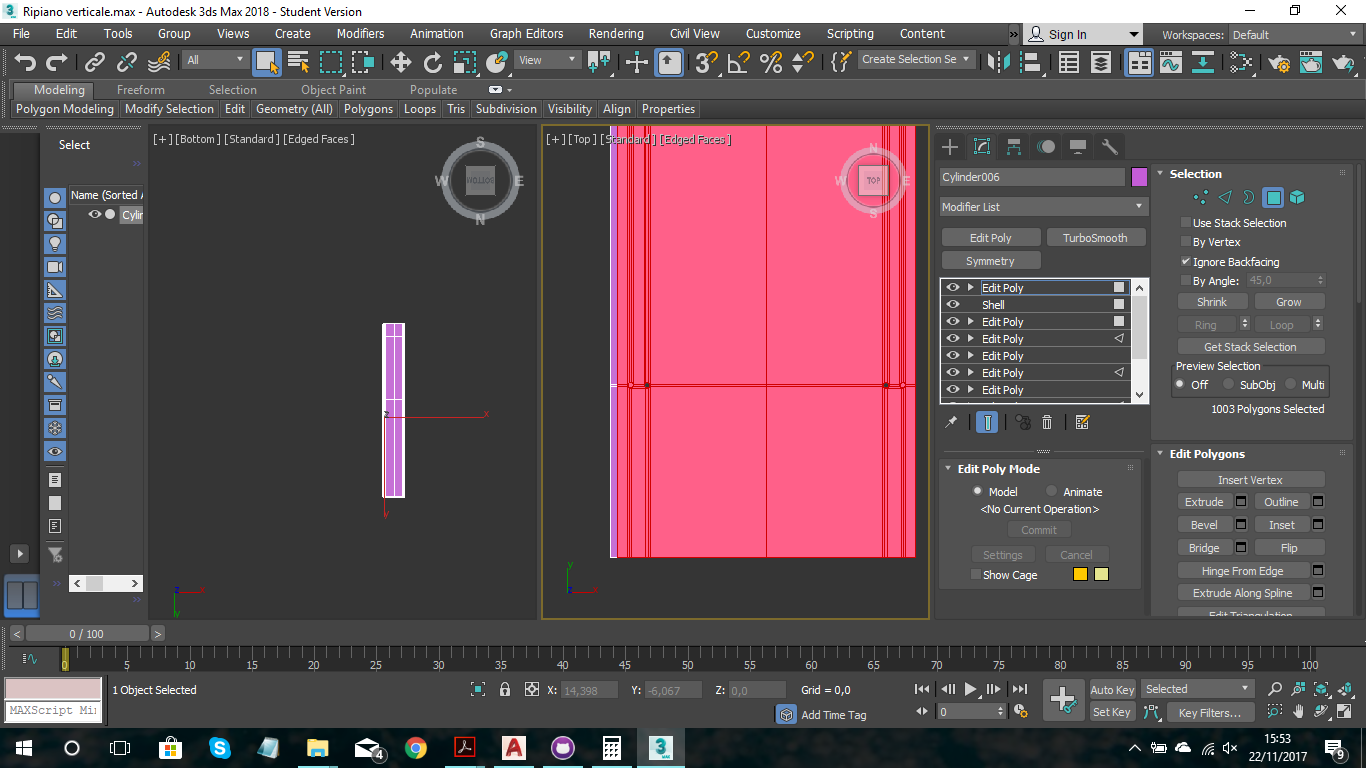 Ripiano verticale.max - Autodesk 3ds Max 2018 - Student Version
File Edit Tools Group Views Create Modifiers Animation Graph Editors Rendering Civil View Customize Scripting Content » Sign In Workspaces: Default
All View Create Selection Se
Modeling Freeform Selection Object Paint Populate
Polygon Modeling Modify Selection Edit Geometry (All) Polygons Loops Tris Subdivision Visibility Align Properties
Select
Name (Sorted A
Cylin
[+] [Bottom] [Standard] [Edged Faces]
S
W BOTTOM E
N
z x
y
z x
y
[+] [Top] [Standard] [Edged Faces]
N
W TOP E
S
y
z x
Cylinder006
Modifier List
Edit Poly TurboSmooth
Symmetry
Edit Poly
Shell
Edit Poly
Edit Poly
Edit Poly
Edit Poly
Edit Poly
Edit Poly Mode
Model Animate
<No Current Operation>
Commit
Settings Cancel
Show Cage
Selection
Use Stack Selection
By Vertex
Ignore Backfacing
By Angle: 45,0
Shrink Grow
Ring Loop
Get Stack Selection
Preview Selection
Off SubObj Multi
1003 Polygons Selected
Edit Polygons
Insert Vertex
Extrude Outline
Bevel Inset
Bridge Flip
Hinge From Edge
Extrude Along Spline
Edit Triangulation
< 0 / 100 >
0 5 10 15 20 25 30 35 40 45 50 55 60 65 70 75 80 85 90 95 100
MAXScript Mi
1 Object Selected
X: 14,398 Y: -6,067 Z: 0,0 Grid = 0,0
Add Time Tag
0
Auto Key Selected
Set Key Key Filters...
4
15:53
22/11/2017
9